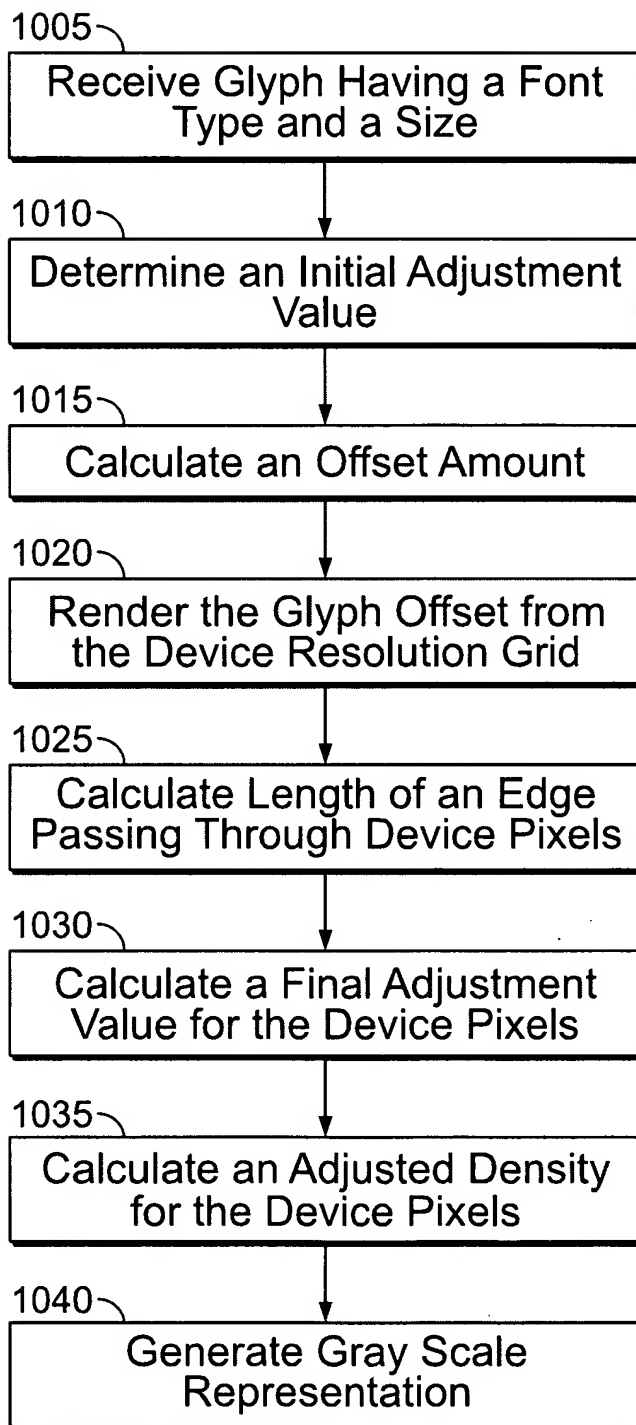 1005
Receive Glyph Having a Font
Type and a Size
1010
Determine an Initial Adjustment
Value
1015
Calculate an Offset Amount
1020
Render the Glyph Offset from
the Device Resolution Grid
1025
Calculate Length of an Edge
Passing Through Device Pixels
1030
Calculate a Final Adjustment
Value for the Device Pixels
1035
Calculate an Adjusted Density
for the Device Pixels
1040
Generate Gray Scale
Representation